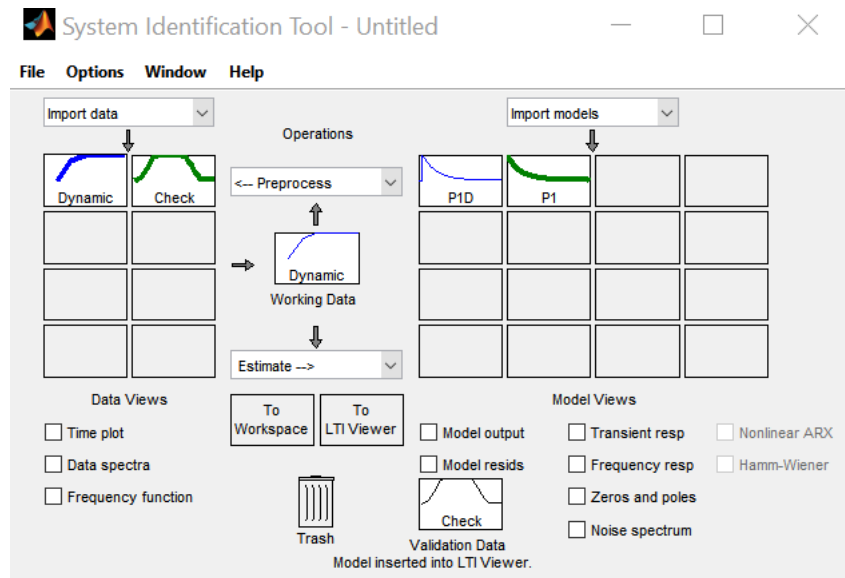 System Identification Tool - Untitled
File Options Window Help
Import data
Import models
Operations
Dynamic
Check
<-- Preprocess
P1D
P1
Dynamic
Working Data
Estimate -->
Data Views
Model Views
To
Workspace
To
LTI Viewer
Time plot
Data spectra
Frequency function
Model output
Transient resp
Nonlinear ARX
Model resids
Frequency resp
Hamm-Wiener
Zeros and poles
Noise spectrum
Trash
Check
Validation Data
Model inserted into LTI Viewer.